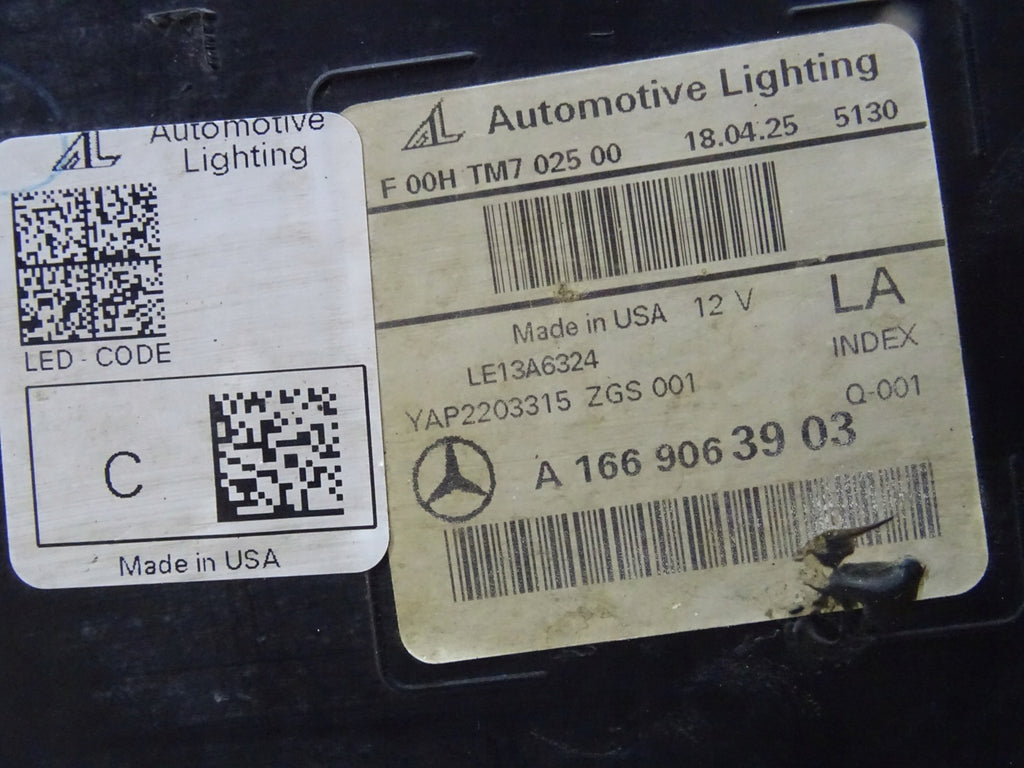 Automotive
Lighting
LED - CODE
C
Made in USA
AL Automotive Lighting
F 00H TM7 025 00 18.04.25 5130
Made in USA 12 V LA
LE13A6324 INDEX
YAP2203315 ZGS 001 Q-001
A 166 906 39 03